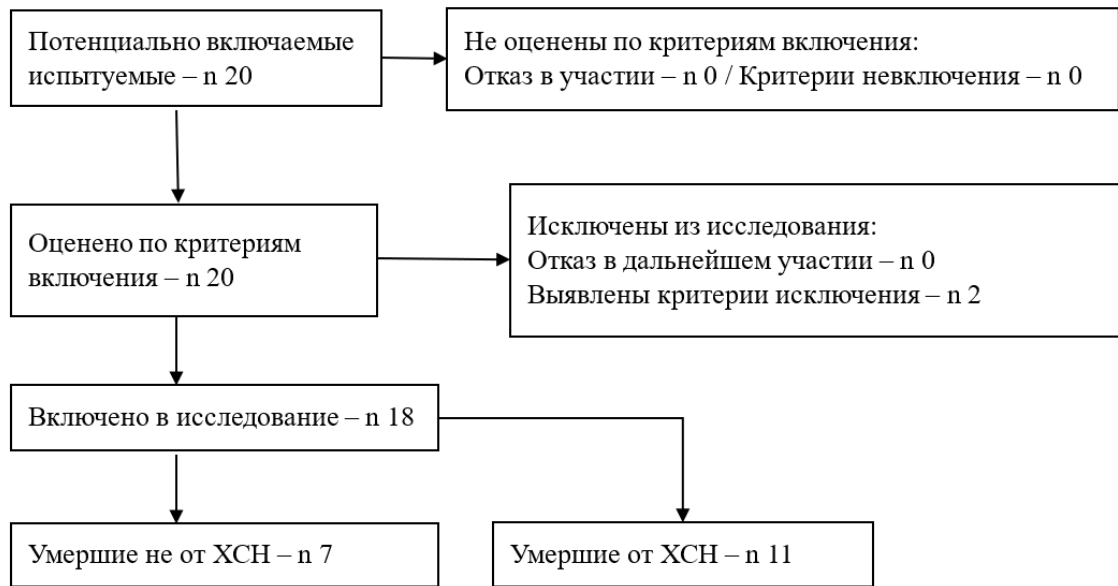 Потенциально включаемые
испытуемые – n 20
Не оценены по критериям включения:
Отказ в участии – n 0 / Критерии невключения – n 0
Оценено по критериям
включения – n 20
Исключены из исследования:
Отказ в дальнейшем участии – n 0
Выявлены критерии исключения – n 2
Включено в исследование – n 18
Умершие не от ХСН – n 7
Умершие от ХСН – n 11